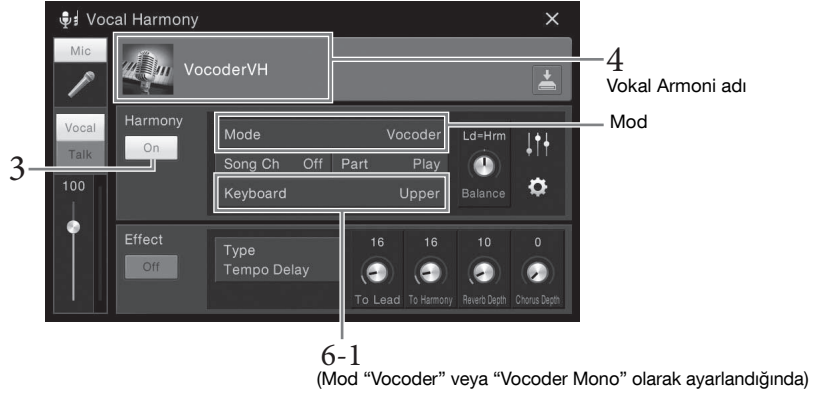 Vocal Harmony
Mic
VocoderVH
4
Vokal Armoni adı
Vocal
Talk
100
Harmony
On
3
Mode Vocoder
Mod
Song Ch Off Part Play
Keyboard Upper
Ld=Hrm
Balance
Effect
Off
Type
Tempo Delay
16 16 10 0
To Lead To Harmony Reverb Depth Chorus Depth
6-1
(Mod “Vocoder” veya “Vocoder Mono” olarak ayarlandığında)